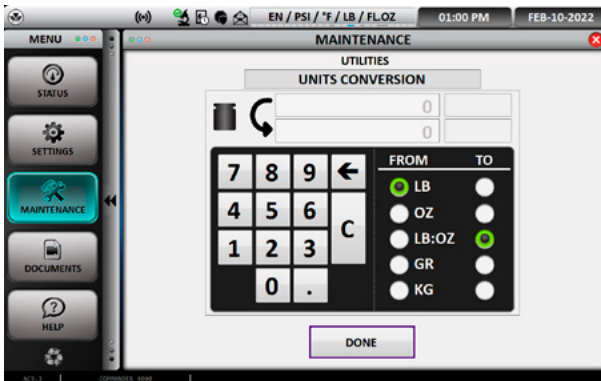 EN / PSI / °F / LB / FL.OZ 01:00 PM FEB-10-2022
MENU
MAINTENANCE
UTILITIES
UNITS CONVERSION
STATUS
SETTINGS
MAINTENANCE
DOCUMENTS
HELP
0
0
7 8 9
4 5 6 C
1 2 3
0 .
FROM TO
LB
OZ
LB:OZ
GR
KG
DONE
COMMANDER 4000